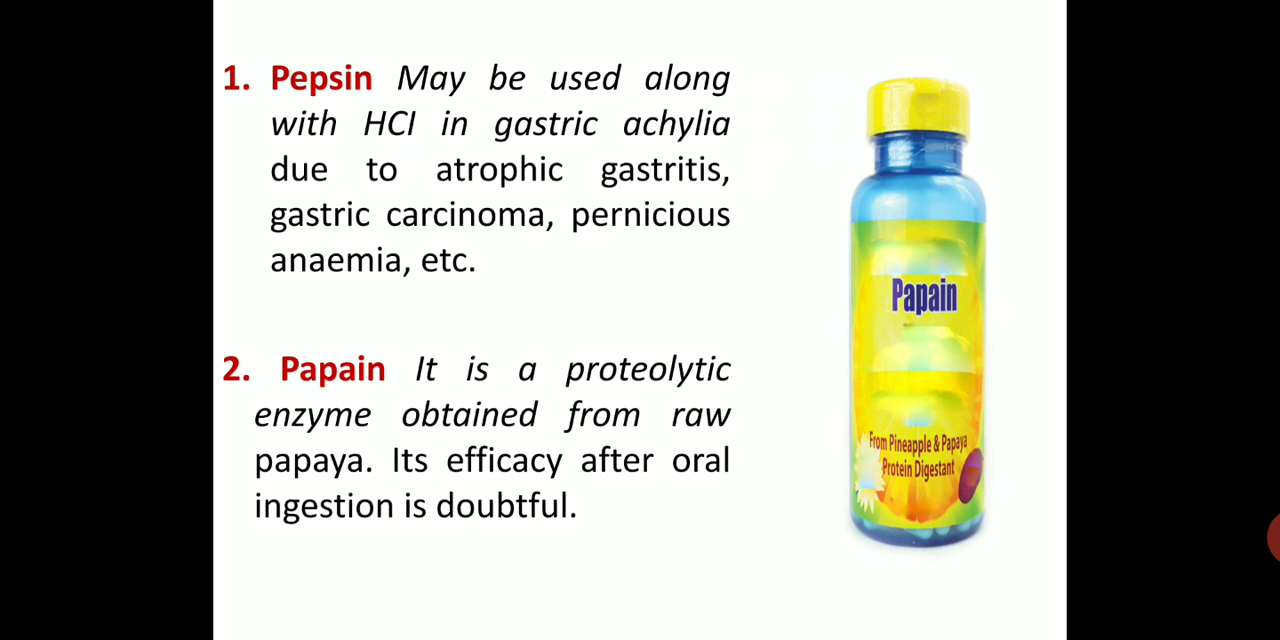 1. Pepsin May be used along
with HCl in gastric achylia
due to atrophic gastritis,
gastric carcinoma, pernicious
anaemia, etc.
2. Papain It is a proteolytic
enzyme obtained from raw
papaya. Its efficacy after oral
ingestion is doubtful.
Papain
From Pineapple & Papaya
Protein Digestant